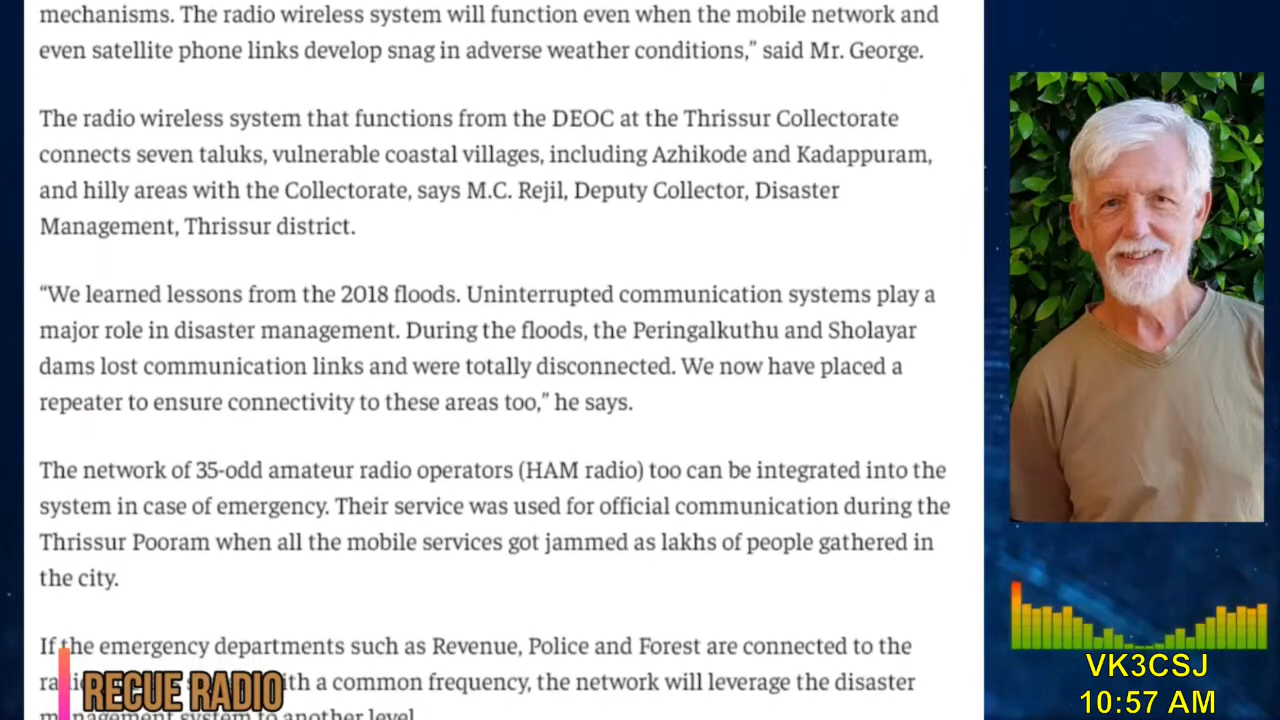 mechanisms. The radio wireless system will function even when the mobile network and
even satellite phone links develop snag in adverse weather conditions,” said Mr. George.
The radio wireless system that functions from the DEOC at the Thrissur Collectorate
connects seven taluks, vulnerable coastal villages, including Azhikode and Kadappuram,
and hilly areas with the Collectorate, says M.C. Rejil, Deputy Collector, Disaster
Management, Thrissur district.
“We learned lessons from the 2018 floods. Uninterrupted communication systems play a
major role in disaster management. During the floods, the Peringalkuthu and Sholayar
dams lost communication links and were totally disconnected. We now have placed a
repeater to ensure connectivity to these areas too,” he says.
The network of 35-odd amateur radio operators (HAM radio) too can be integrated into the
system in case of emergency. Their service was used for official communication during the
Thrissur Pooram when all the mobile services got jammed as lakhs of people gathered in
the city.
If the emergency departments such as Revenue, Police and Forest are connected to the
with a common frequency, the network will leverage the disaster
management system to another level
RECUE RADIO
VK3CSJ
10:57 AM